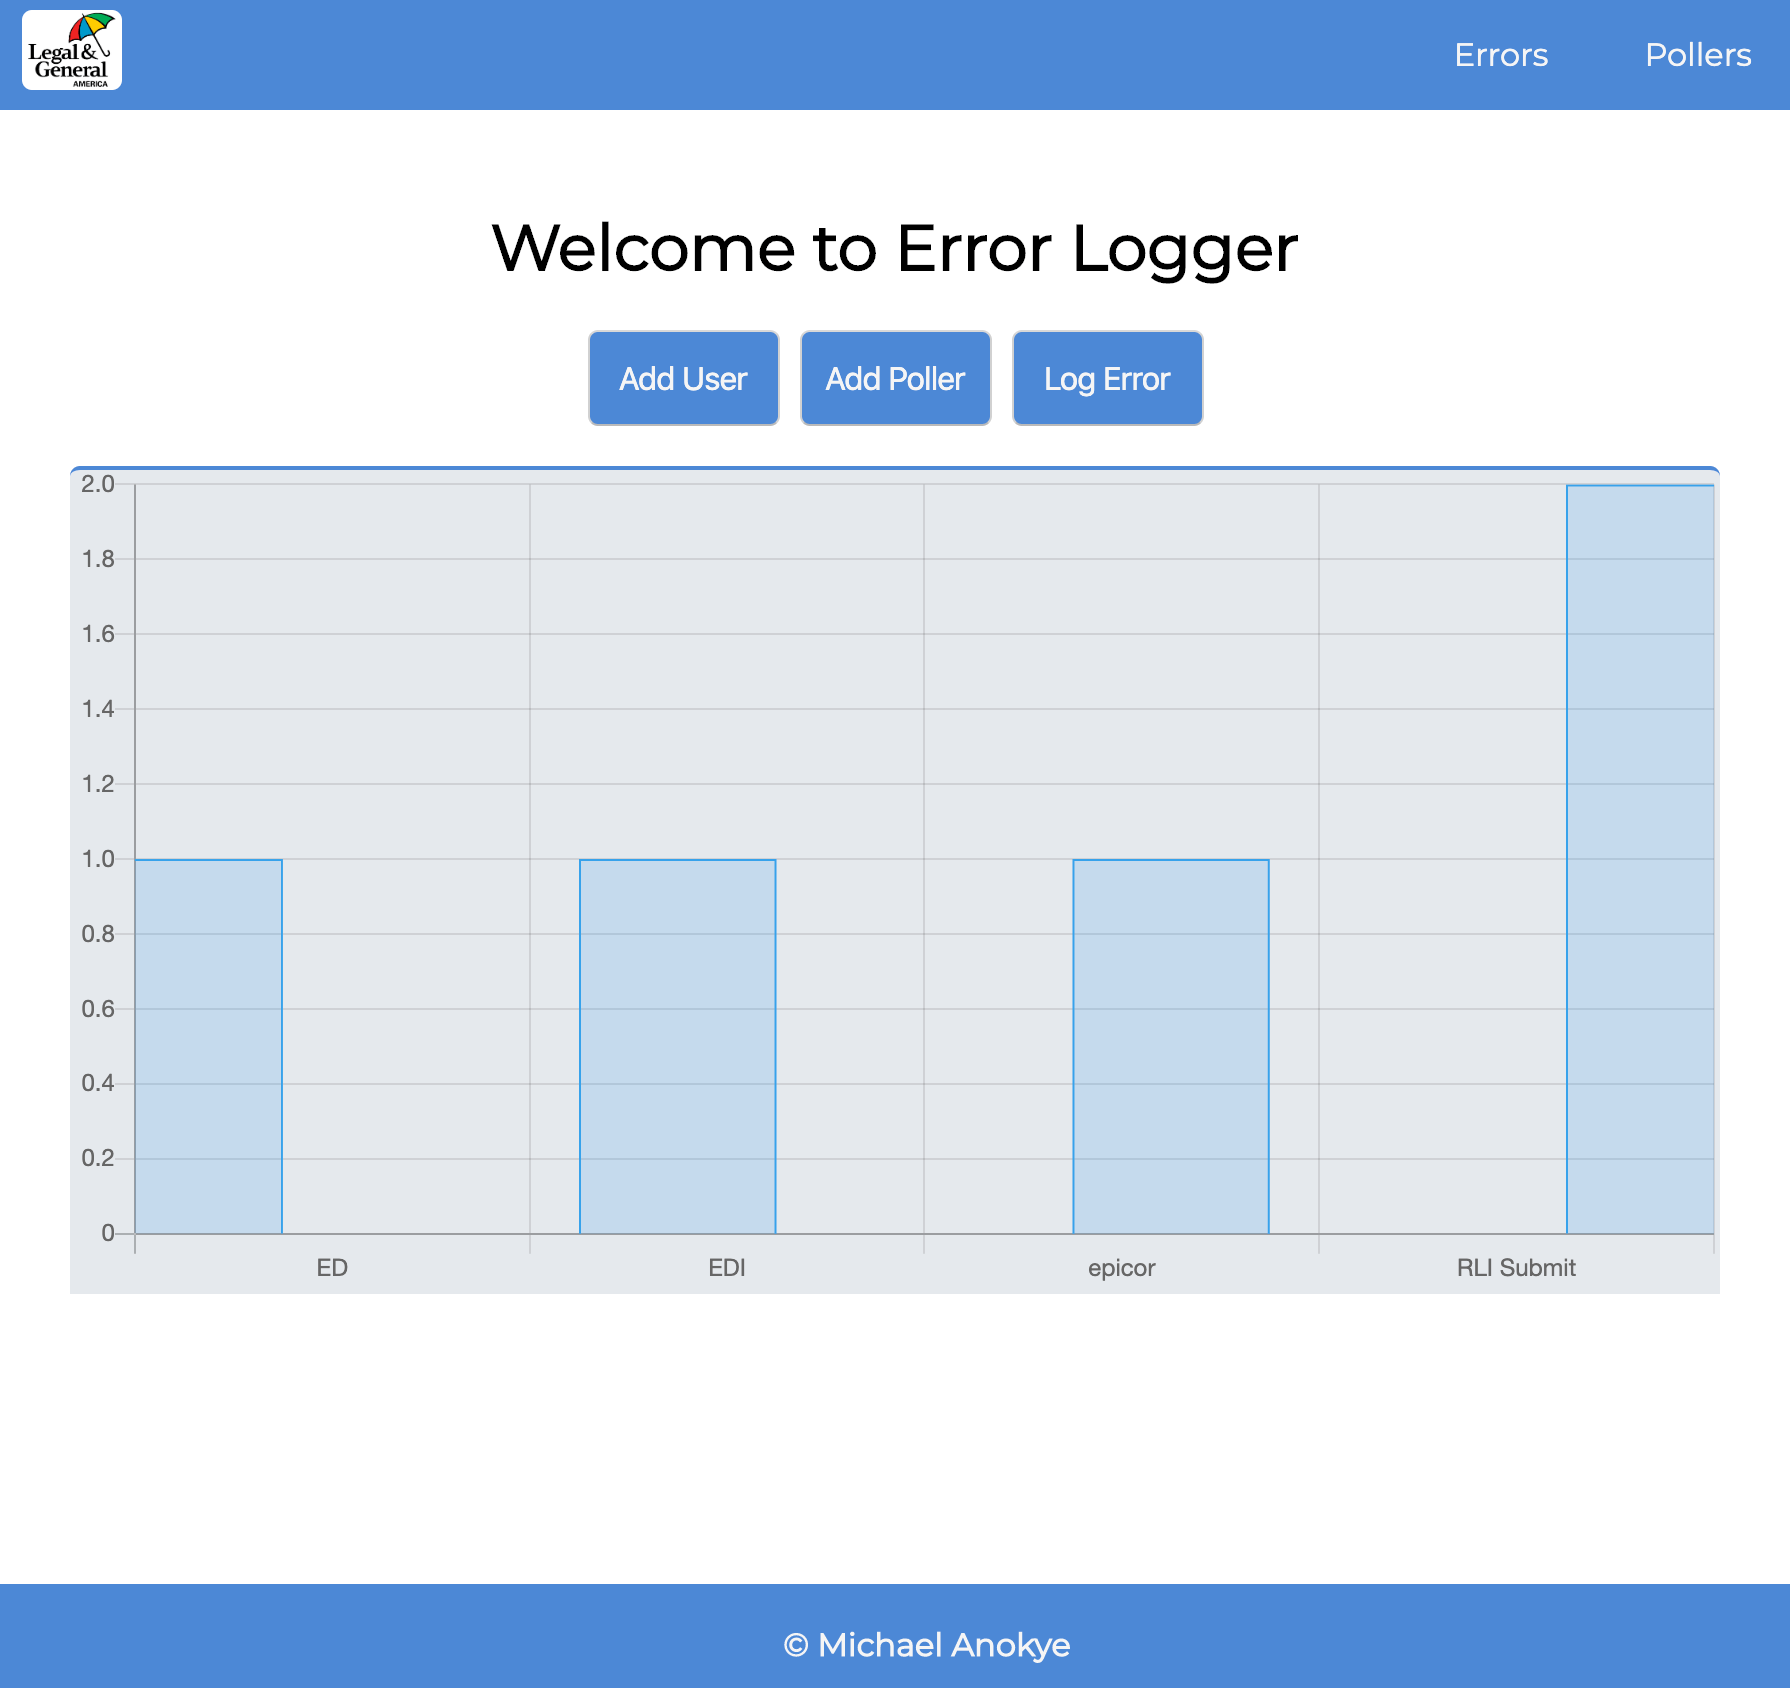 Legal &
General
AMERICA
Errors Pollers
Welcome to Error Logger
Add User Add Poller Log Error
2.0
1.8
1.6
1.4
1.2
1.0
0.8
0.6
0.4
0.2
0
ED EDI epicor RLI Submit
© Michael Anokye